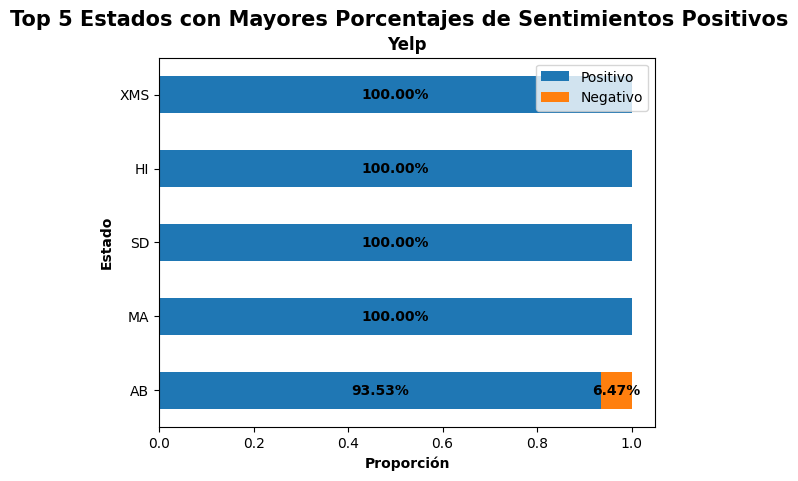 Top 5 Estados con Mayores Porcentajes de Sentimientos Positivos
Yelp
Positivo
Negativo
XMS
100.00%
HI
100.00%
SD
100.00%
MA
100.00%
AB
93.53%
6.47%
Estado
0.0 0.2 0.4 0.6 0.8 1.0
Proporción